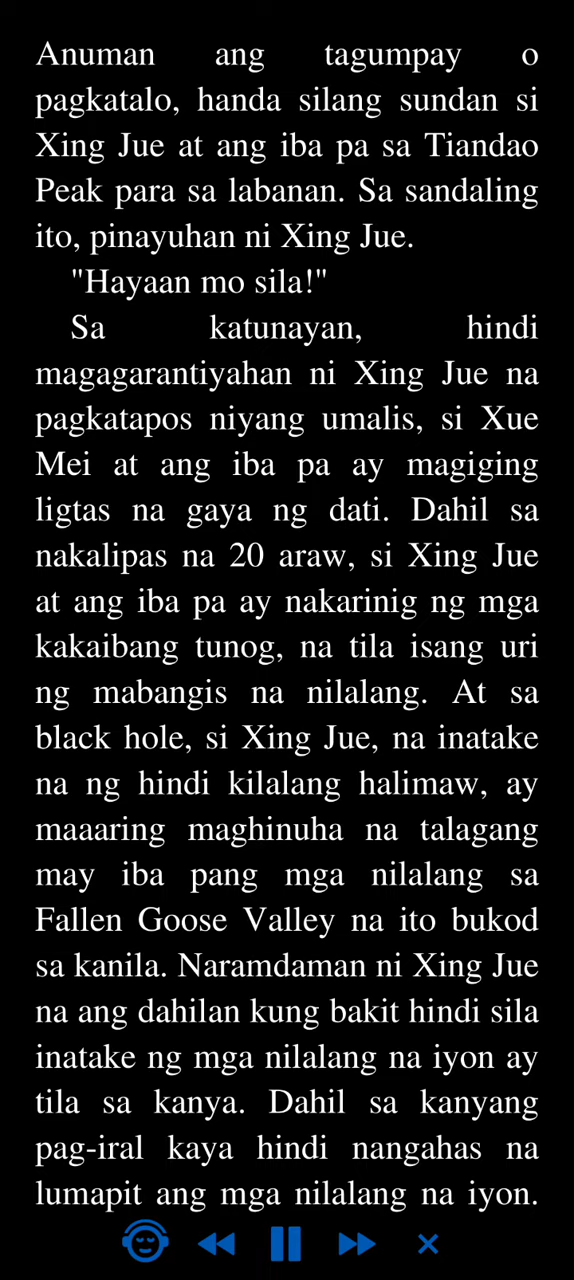 Anuman ang tagumpay o
pagkatalo, handa silang sundan si
Xing Jue at ang iba pa sa Tiandao
Peak para sa labanan. Sa sandaling
ito, pinayuhan ni Xing Jue.
"Hayaan mo sila!"
Sa katunayan, hindi
magagarantiyahan ni Xing Jue na
pagkatapos niyang umalis, si Xue
Mei at ang iba pa ay magiging
ligtas na gaya ng dati. Dahil sa
nakalipas na 20 araw, si Xing Jue
at ang iba pa ay nakarinig ng mga
kakaibang tunog, na tila isang uri
ng mabangis na nilalang. At sa
black hole, si Xing Jue, na inatake
na ng hindi kilalang halimaw, ay
maaaring maghinuha na talagang
may iba pang mga nilalang sa
Fallen Goose Valley na ito bukod
sa kanila. Naramdaman ni Xing Jue
na ang dahilan kung bakit hindi sila
inatake ng mga nilalang na iyon ay
tila sa kanya. Dahil sa kanyang
pag-iral kaya hindi nangahas na
lumapit ang mga nilalang na iyon.